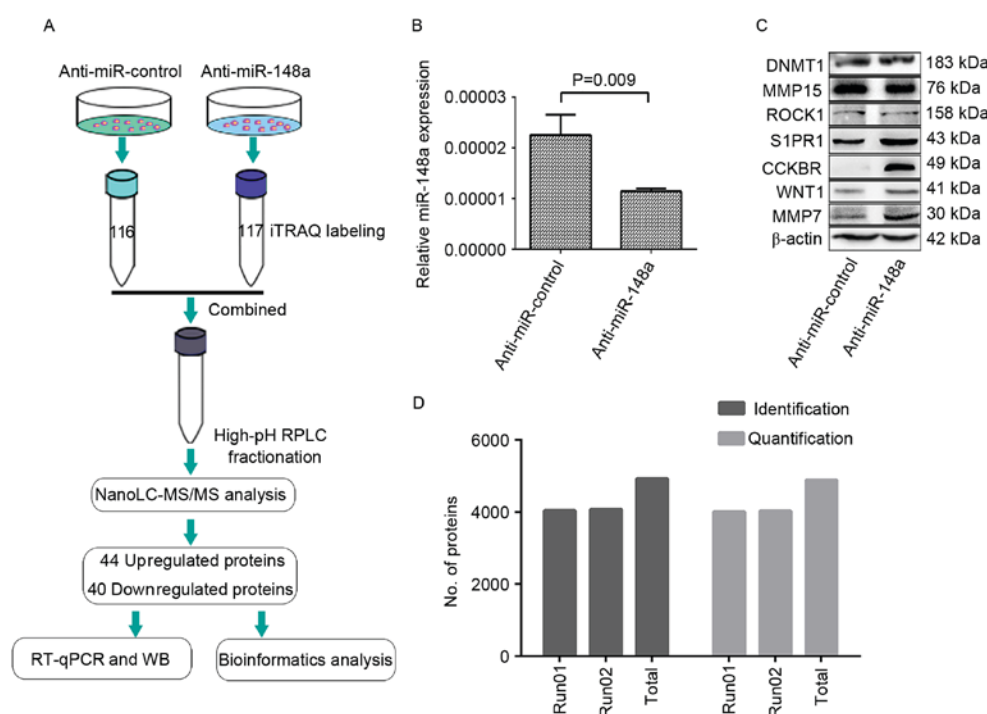 A
Anti-miR-control
Anti-miR-148a
116
117
iTRAQ labeling
Combined
High-pH RPLC
fractionation
NanoLC-MS/MS analysis
44 Upregulated proteins
40 Downregulated proteins
RT-qPCR and WB
Bioinformatics analysis
B
P=0.009
Relative miR-148a expression
0.00003
0.00002
0.00001
0.00000
Anti-miR-control
Anti-miR-148a
C
DNMT1 183 kDa
MMP15 76 kDa
ROCK1 158 kDa
S1PR1 43 kDa
CCKBR 49 kDa
WNT1 41 kDa
MMP7 30 kDa
β-actin 42 kDa
Anti-miR-control
Anti-miR-148a
D
Identification
Quantification
No. of proteins
6000
4000
2000
0
Run01
Run02
Total
Run01
Run02
Total